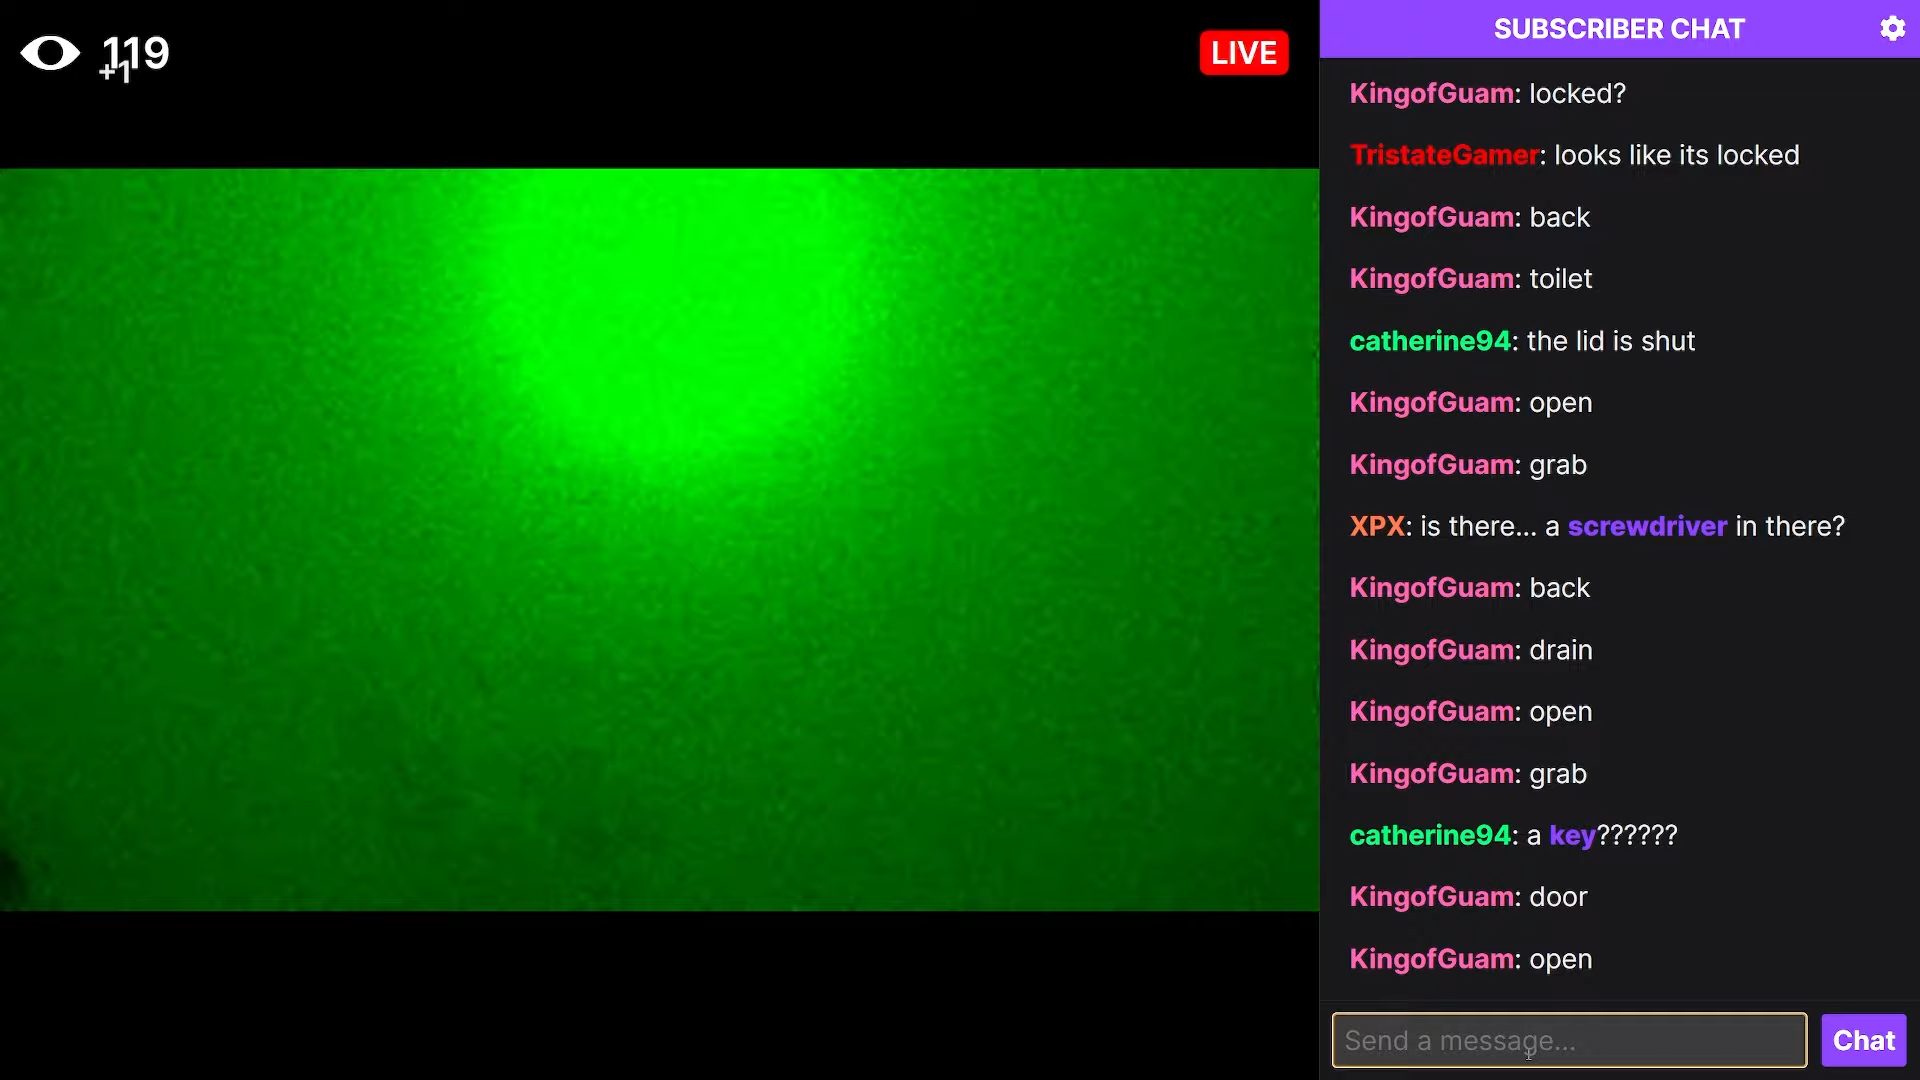 119
+1
LIVE
SUBSCRIBER CHAT
KingofGuam: locked?
TristateGamer: looks like its locked
KingofGuam: back
KingofGuam: toilet
catherine94: the lid is shut
KingofGuam: open
KingofGuam: grab
XPX: is there... a screwdriver in there?
KingofGuam: back
KingofGuam: drain
KingofGuam: open
KingofGuam: grab
catherine94: a key??????
KingofGuam: door
KingofGuam: open
Send a message...
Chat